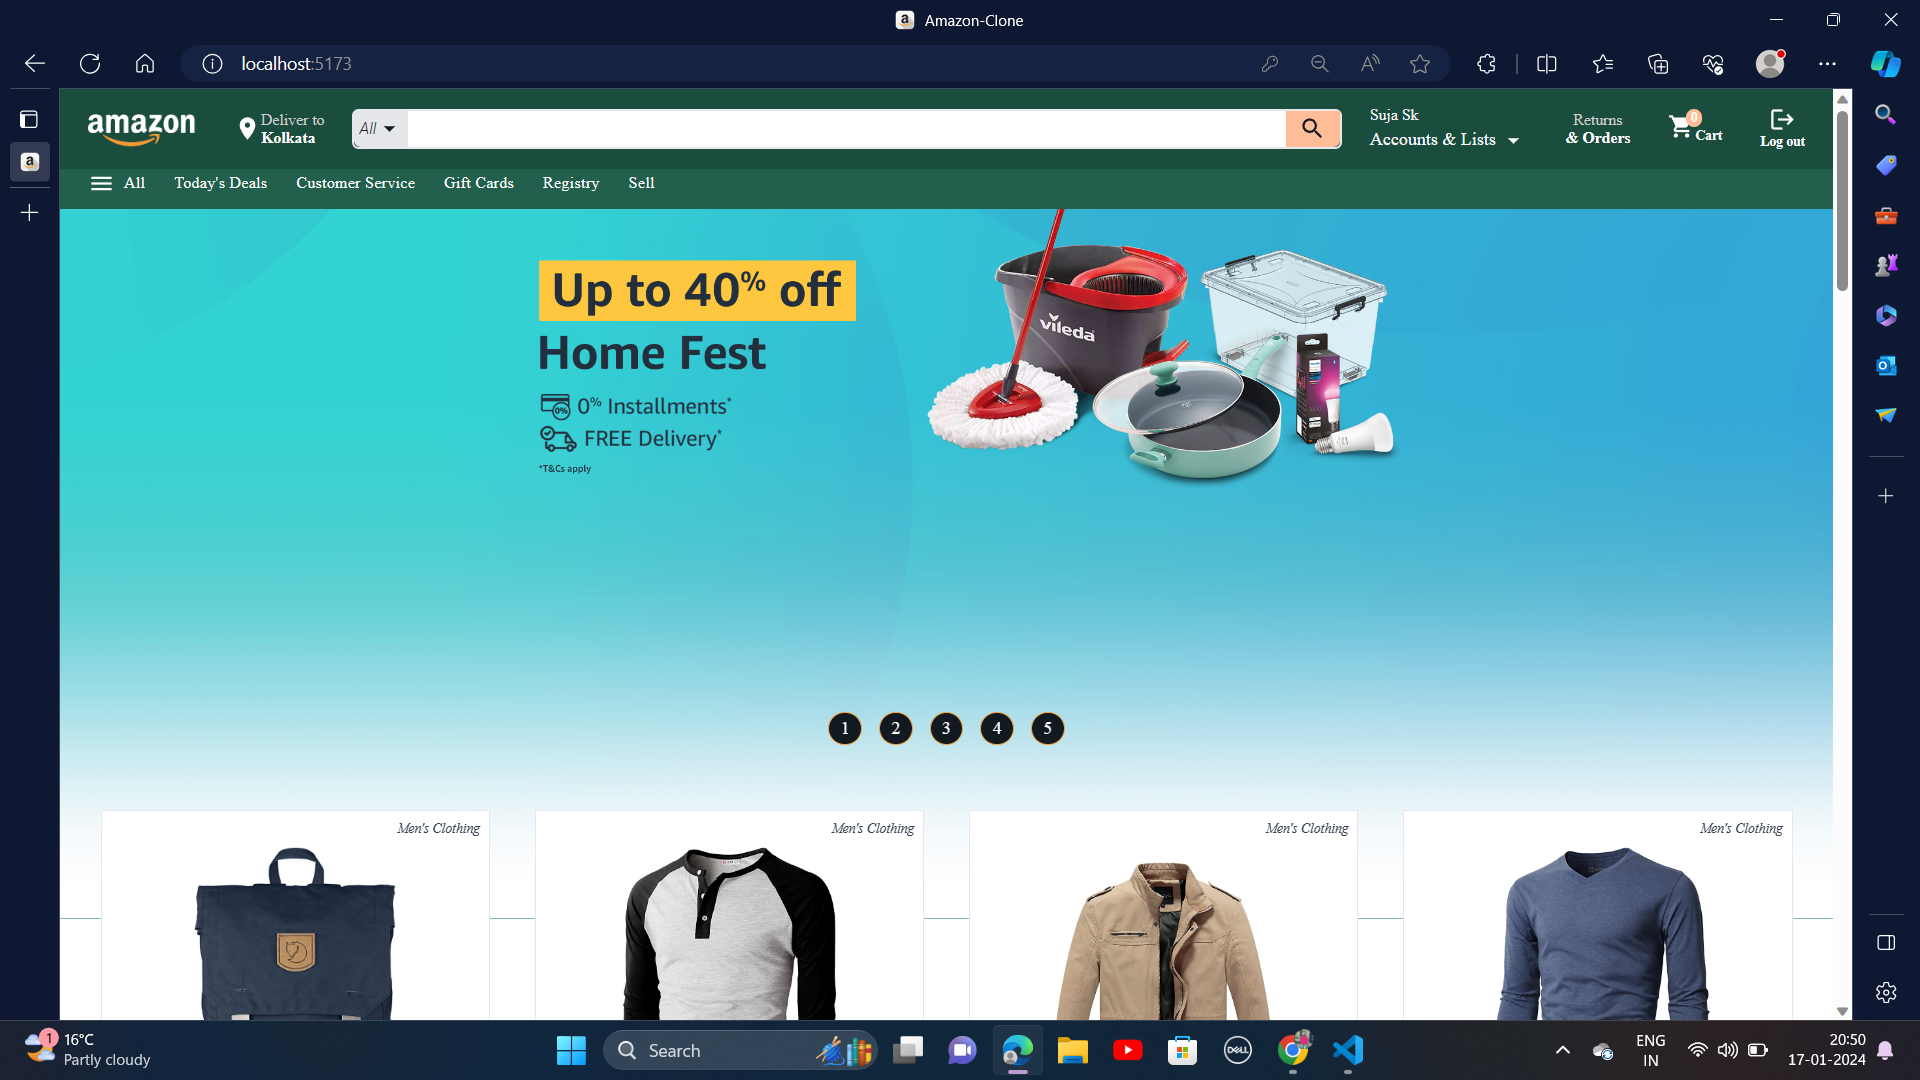 Amazon-Clone
localhost:5173
amazon
Deliver to
Kolkata
All
Suja Sk
Accounts & Lists
Returns
& Orders
0
Cart
Log out
All
Today's Deals
Customer Service
Gift Cards
Registry
Sell
Up to 40% off
Home Fest
0% Installments*
FREE Delivery*
*T&Cs apply
vileda
1
2
3
4
5
Men's Clothing
Men's Clothing
Men's Clothing
Men's Clothing
1
16°C
Partly cloudy
Search
DELL
ENG
IN
20:50
17-01-2024